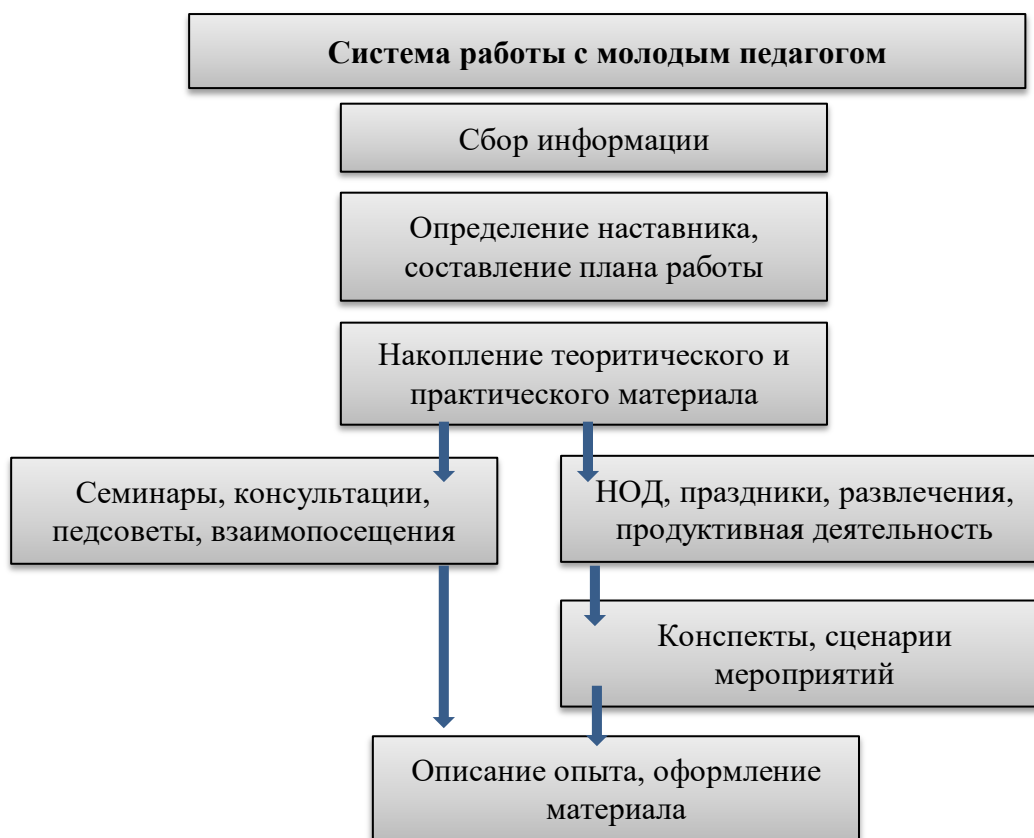 Система работы с молодым педагогом
Сбор информации
Определение наставника,
составление плана работы
Накопление теоритического и
практического материала
Семинары, консультации,
педсоветы, взаимопосещения
НОД, праздники, развлечения,
продуктивная деятельность
Конспекты, сценарии
мероприятий
Описание опыта, оформление
материала